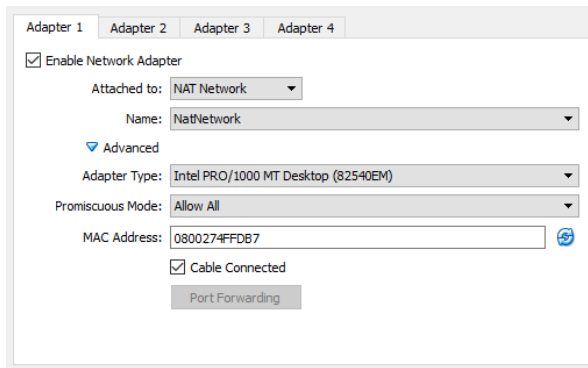 Adapter 1 Adapter 2 Adapter 3 Adapter 4
Enable Network Adapter
Attached to: NAT Network
Name: NatNetwork
Advanced
Adapter Type: Intel PRO/1000 MT Desktop (82540EM)
Promiscuous Mode: Allow All
MAC Address: 0800274FFDB7
Cable Connected
Port Forwarding